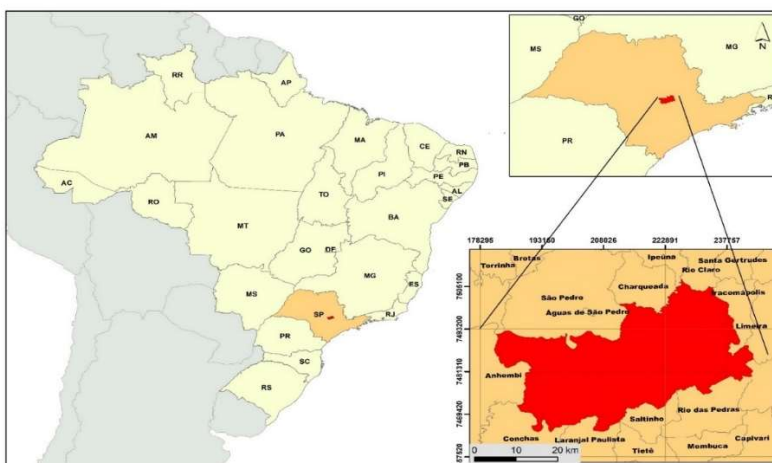 RR
AP
AM
PA
MA
CE
RN
PB
PE
AL
SE
PI
AC
RO
TO
BA
MT
GO
DF
MG
ES
MS
SP
RJ
PR
SC
RS
GO
N
MS
MG
PR
178295 193160 208026 222891 237757
Brotas
Torrinha
Ipeúna
Santa Gertrudes
Rio Claro
Charqueada
Iracemápolis
São Pedro
Águas de São Pedro
Limeira
Anhembi
Saltinho
Rio das Pedras
Conchas
Laranjal Paulista
Capivari
Tietê
Mombuca
7493200
7481310
7469420
0 10 20 km